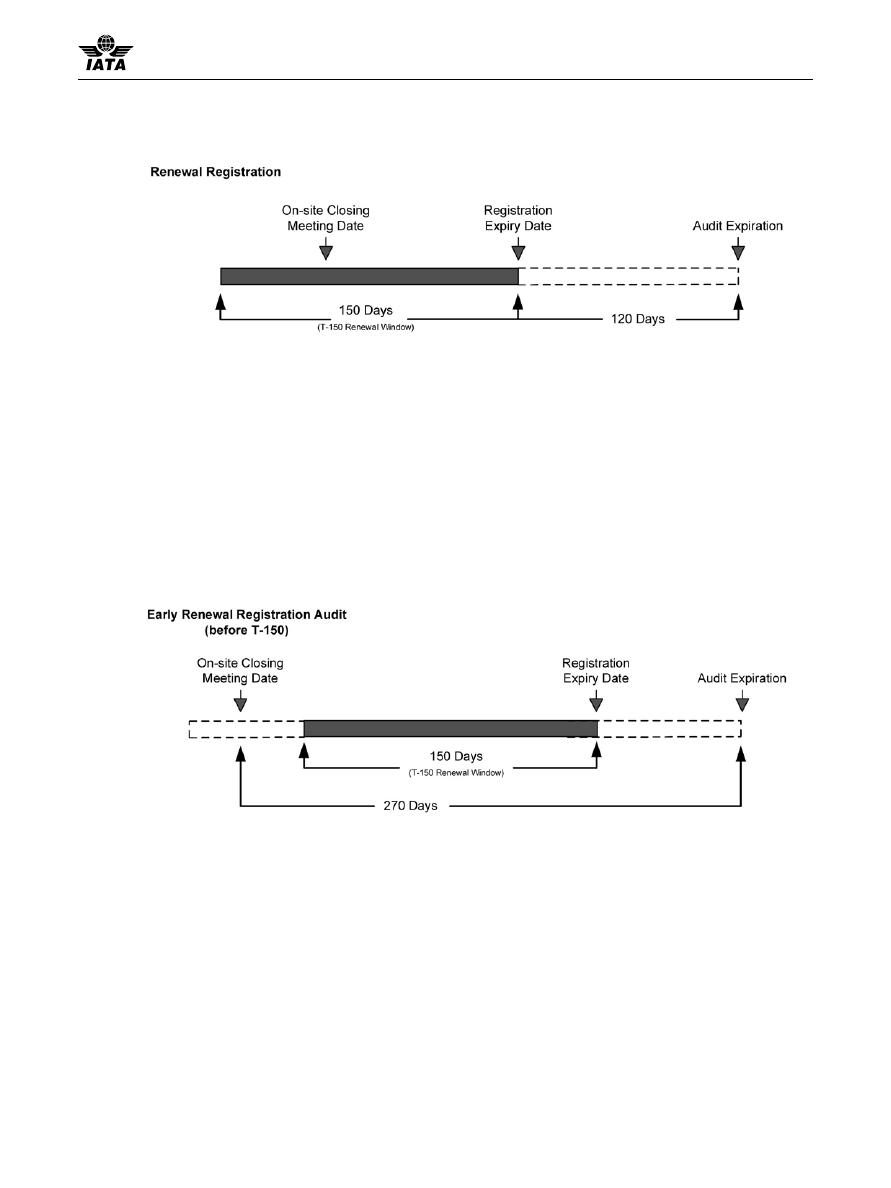 IATA
Renewal Registration
On-site Closing
Meeting Date
Registration
Expiry Date
Audit Expiration
150 Days
(T-150 Renewal Window)
120 Days
Early Renewal Registration Audit
(before T-150)
On-site Closing
Meeting Date
Registration
Expiry Date
Audit Expiration
150 Days
(T-150 Renewal Window)
270 Days